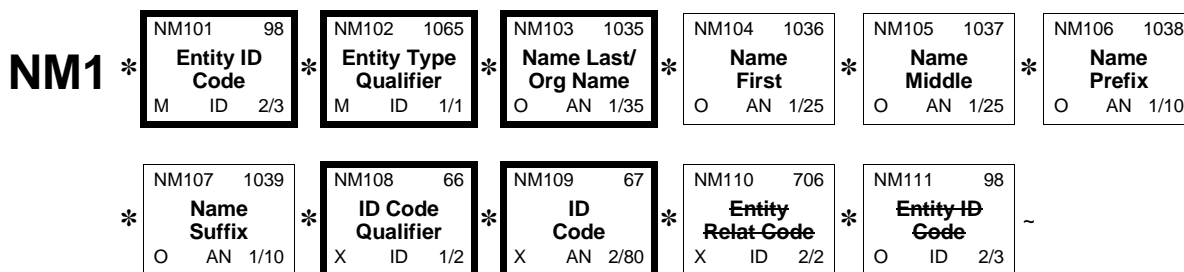 NM1 * NM101 98 Entity ID Code M ID 2/3 * NM102 1065 Entity Type Qualifier M ID 1/1 * NM103 1035 Name Last/ Org Name O AN 1/35 * NM104 1036 Name First O AN 1/25 * NM105 1037 Name Middle O AN 1/25 * NM106 1038 Name Prefix O AN 1/10
* NM107 1039 Name Suffix O AN 1/10 * NM108 66 ID Code Qualifier X ID 1/2 * NM109 67 ID Code X AN 2/80 * NM110 706 Entity Relat Code X ID 2/2 * NM111 98 Entity ID Code O ID 2/3 ~